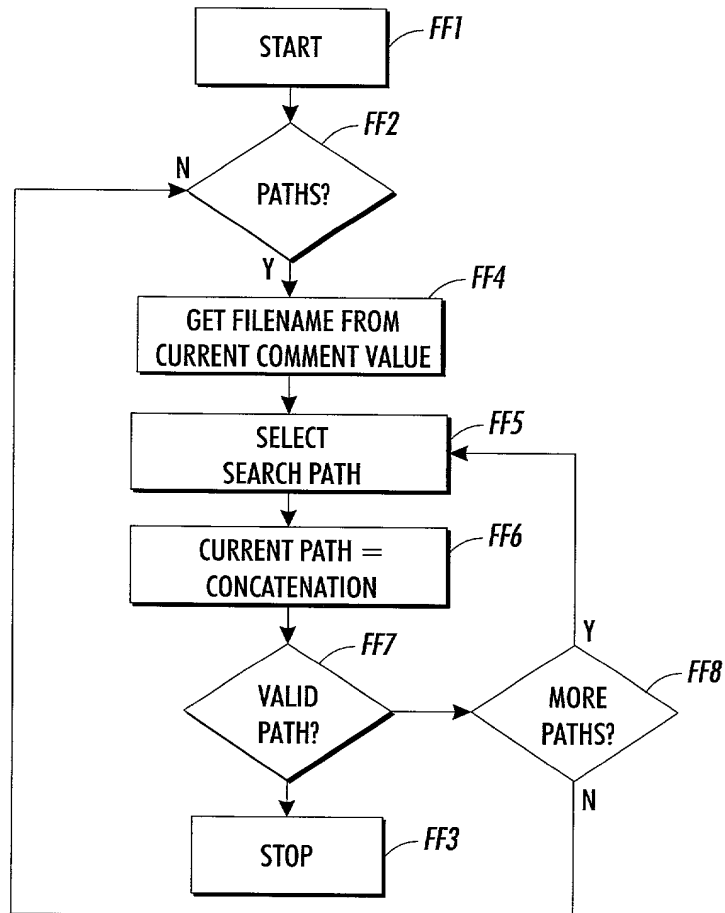 START
FF1
FF2
N
PATHS?
Y
FF4
GET FILENAME FROM
CURRENT COMMENT VALUE
SELECT
SEARCH PATH
FF5
CURRENT PATH =
CONCATENATION
FF6
FF7
VALID
PATH?
Y
FF8
MORE
PATHS?
N
STOP
FF3